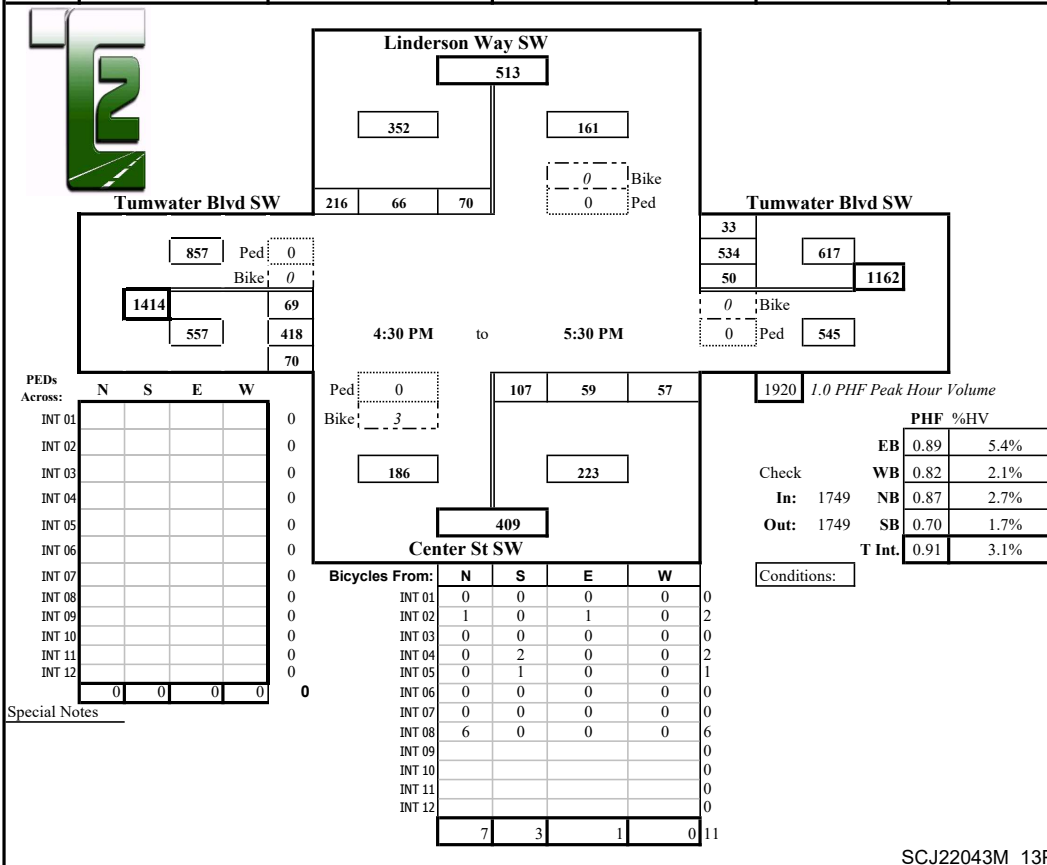 T2
Linderson Way SW
513
352 161
0 Bike
Tumwater Blvd SW 216 66 70 0 Ped Tumwater Blvd SW
33
857 Ped 0 534 617
Bike 0 50 1162
1414 69 0 Bike
557 418 4:30 PM to 5:30 PM 0 Ped 545
70
PEDs Across: N S E W Ped 0 107 59 57 1920 1.0 PHF Peak Hour Volume
INT 01 0 Bike 3 PHF %HV
INT 02 0 EB 0.89 5.4%
INT 03 0 186 223 Check WB 0.82 2.1%
INT 04 0 In: 1749 NB 0.87 2.7%
INT 05 0 409 Out: 1749 SB 0.70 1.7%
INT 06 0 Center St SW T Int. 0.91 3.1%
INT 07 0 Bicycles From: N S E W Conditions:
INT 08 0 INT 01 0 0 0 0 0
INT 09 0 INT 02 1 0 1 0 2
INT 10 0 INT 03 0 0 0 0 0
INT 11 0 INT 04 0 2 0 0 2
INT 12 0 INT 05 0 1 0 0 1
0 0 0 0 0 INT 06 0 0 0 0 0
Special Notes INT 07 0 0 0 0 0
INT 08 6 0 0 0 6
INT 09 0
INT 10 0
INT 11 0
INT 12 0
7 3 1 0 11
SCJ22043M_13P